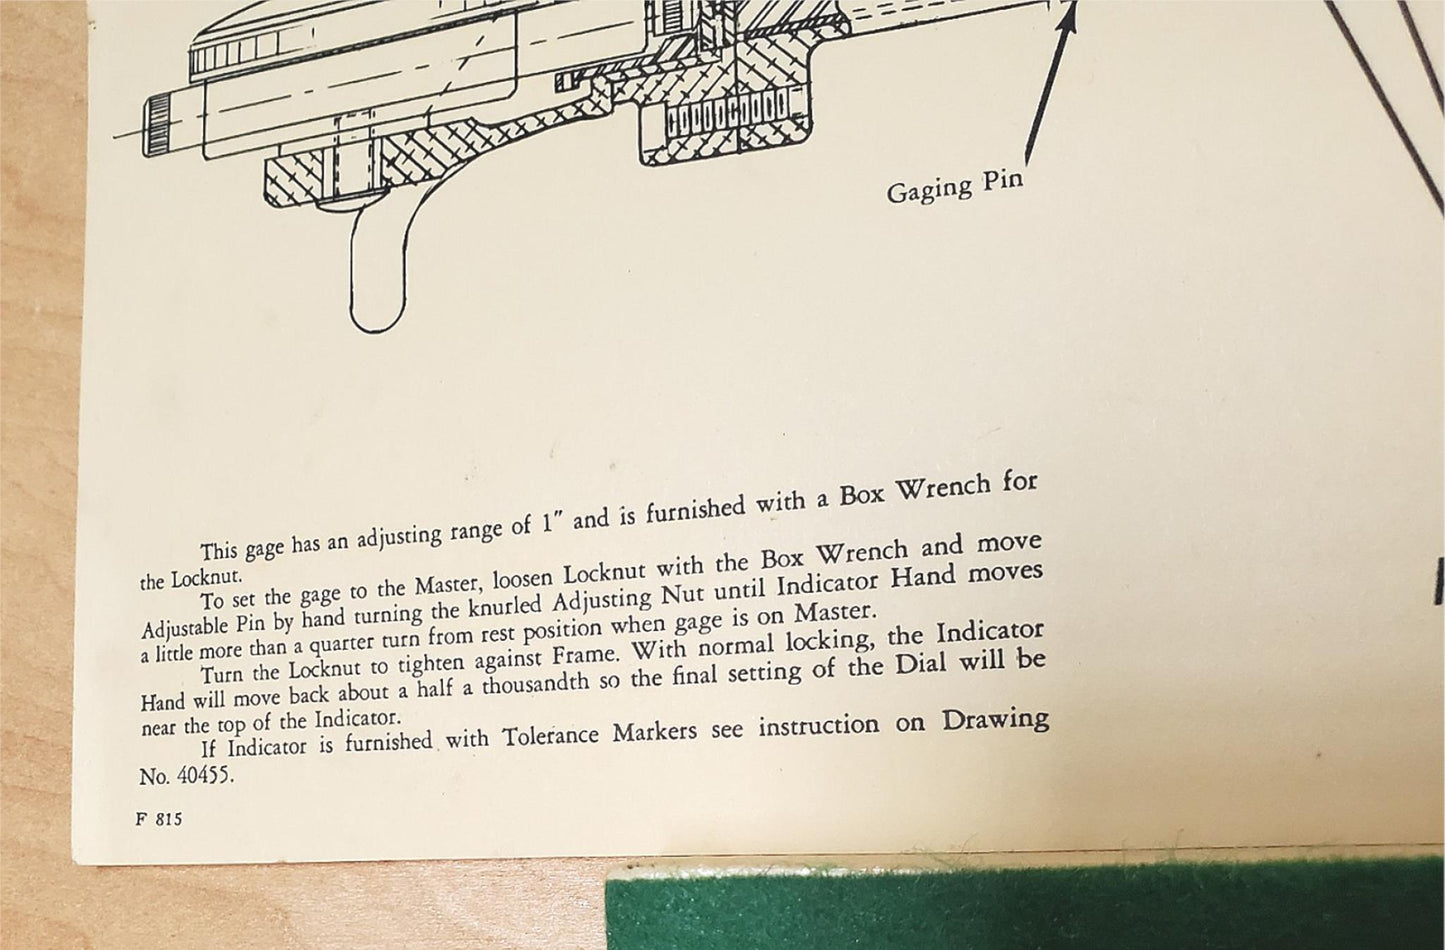 Gaging Pin
This gage has an adjusting range of 1″ and is furnished with a Box Wrench for
the Locknut.
To set the gage to the Master, loosen Locknut with the Box Wrench and move
Adjustable Pin by hand turning the knurled Adjusting Nut until Indicator Hand moves
a little more than a quarter turn from rest position when gage is on Master.
Turn the Locknut to tighten against Frame. With normal locking, the Indicator
Hand will move back about a half a thousandth so the final setting of the Dial will be
near the top of the Indicator.
If Indicator is furnished with Tolerance Markers see instruction on Drawing
No. 40455.
F 815